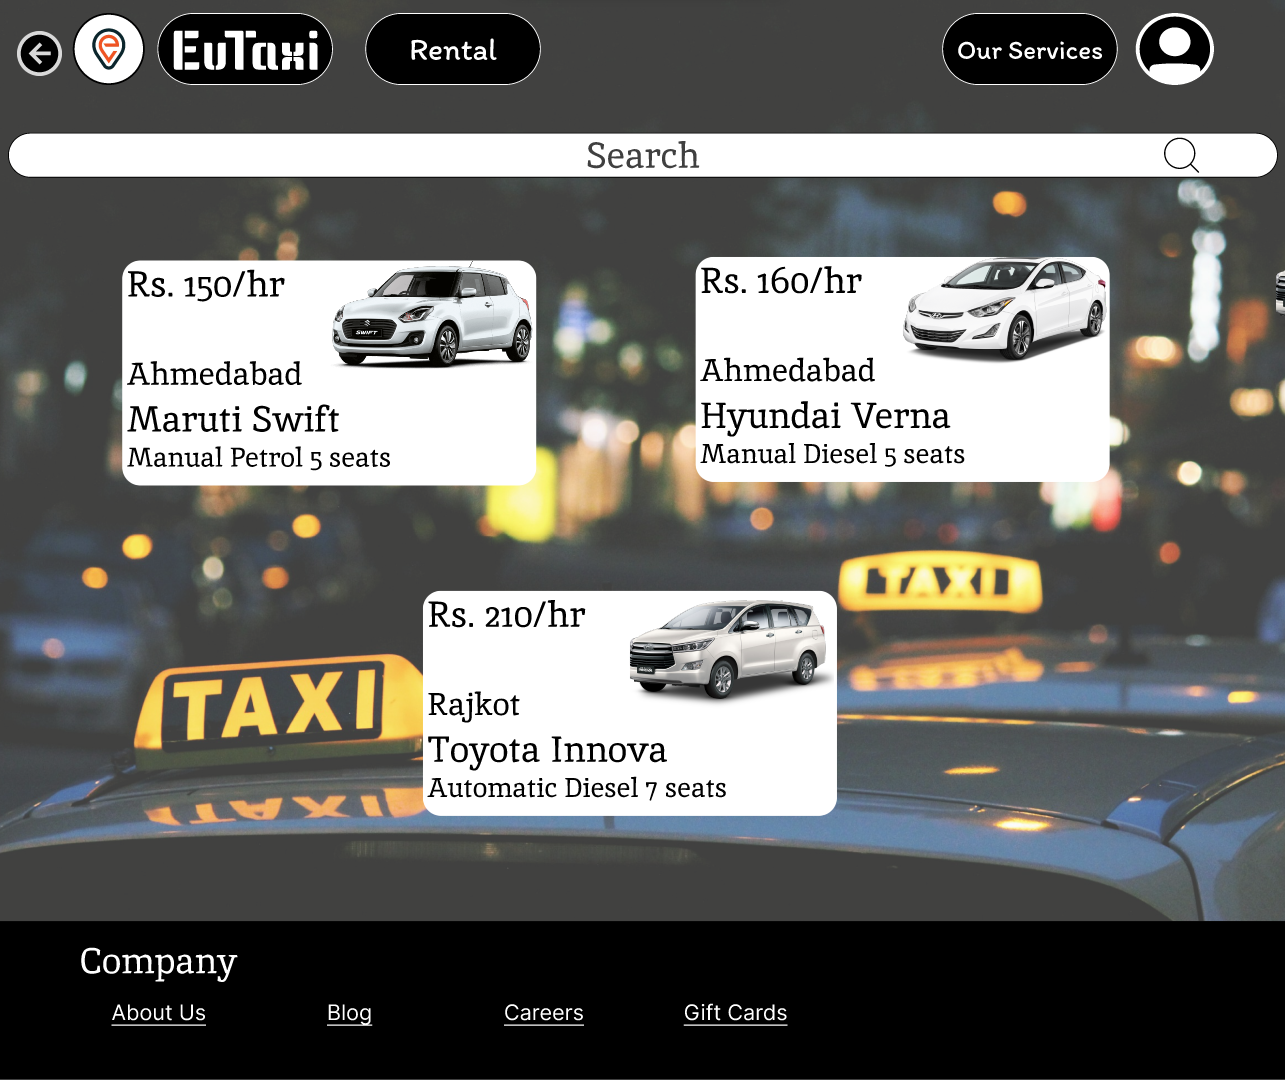 EuTaxi
Rental
Our Services
Search
Rs. 150/hr
SWIFT
Ahmedabad
Maruti Swift
Manual Petrol 5 seats
Rs. 160/hr
Ahmedabad
Hyundai Verna
Manual Diesel 5 seats
TAXI
TAXI
Rs. 210/hr
Rajkot
Toyota Innova
Automatic Diesel 7 seats
TAXI
Company
About Us
Blog
Careers
Gift Cards